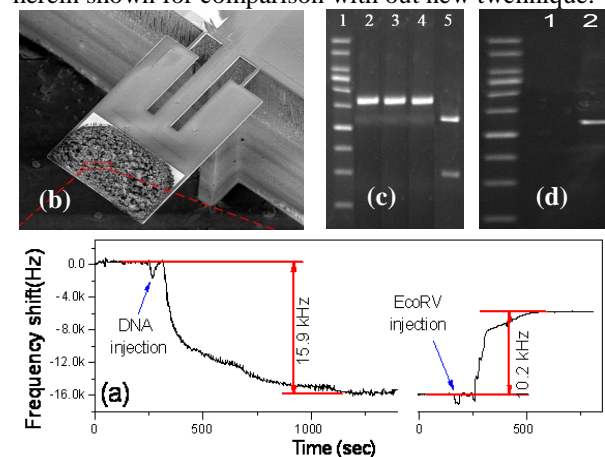 herein shown for comparison with out new twechnique.
1 2 3 4 5
1 2
(b)
(c)
(d)
Frequency shift(Hz)
0.0
-4.0k
-8.0k
-12.0k
-16.0k
DNA
injection
15.9 kHz
EcoRV
injection
10.2 kHz
(a)
0 500 1000 0 500
Time (sec)